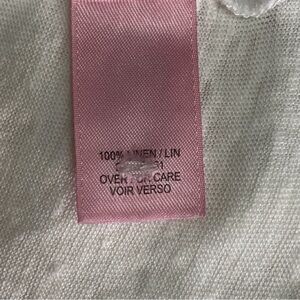 100% LINEN / LIN
OVER FOR CARE
VOIR VERSO